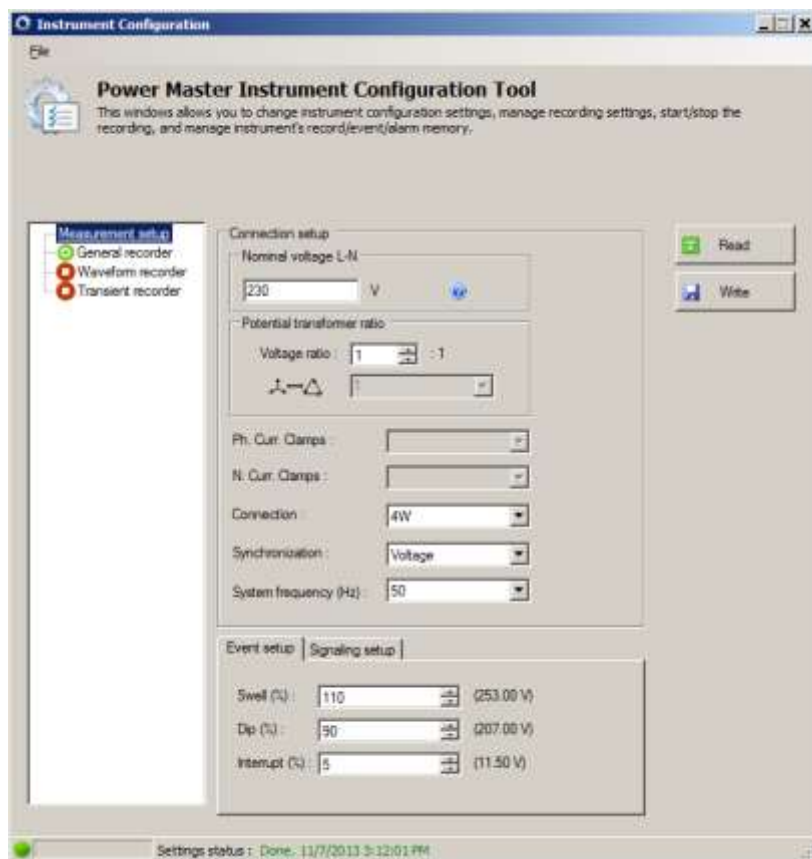 Instrument Configuration
File
Power Master Instrument Configuration Tool
This windows allows you to change instrument configuration settings, manage recording settings, start/stop the
recording, and manage instrument's record/event/alarm memory.
Measurement setup
General recorder
Waveform recorder
Transient recorder
Connection setup
Nominal voltage L-N
230 V
Potential transformer ratio
Voltage ratio : 1 : 1
1
Ph. Curr. Clamps :
N. Curr. Clamps :
Connection : 4W
Synchronization : Voltage
System frequency (Hz) : 50
Read
Write
Event setup Signaling setup
Swell (%) : 110 (253.00 V)
Dip (%) : 90 (207.00 V)
Interrupt (%) : 5 (11.50 V)
Settings status : Done, 11/7/2013 3:12:01 PM